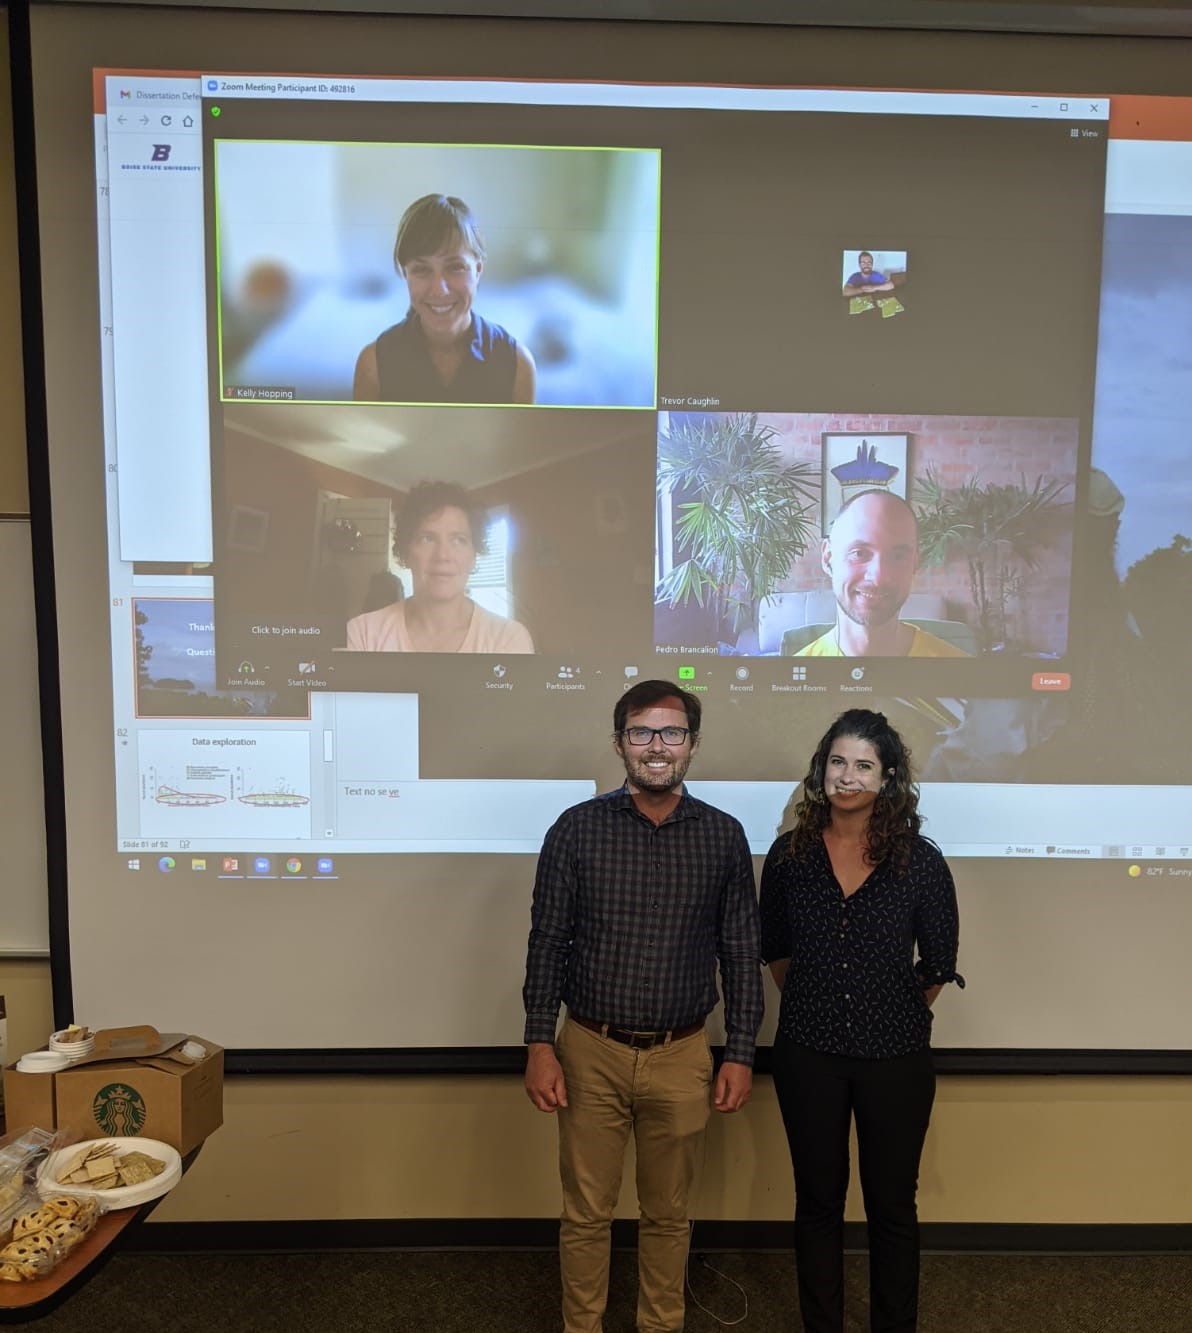 Dissertation Defe
Zoom Meeting Participant ID: 492816
View
B
BOISE STATE UNIVERSITY
78
79
80
Kelly Hopping
Trevor Caughlin
Click to join audio
Pedro Brancalion
Join Audio
Start Video
Security
Participants
4
Record
Breakout Rooms
Reactions
Leave
Screen
81
Thank
Questi
82
Data exploration
Text no se ve
Slide 81 of 92
Notes
Comments
82°F Sunny